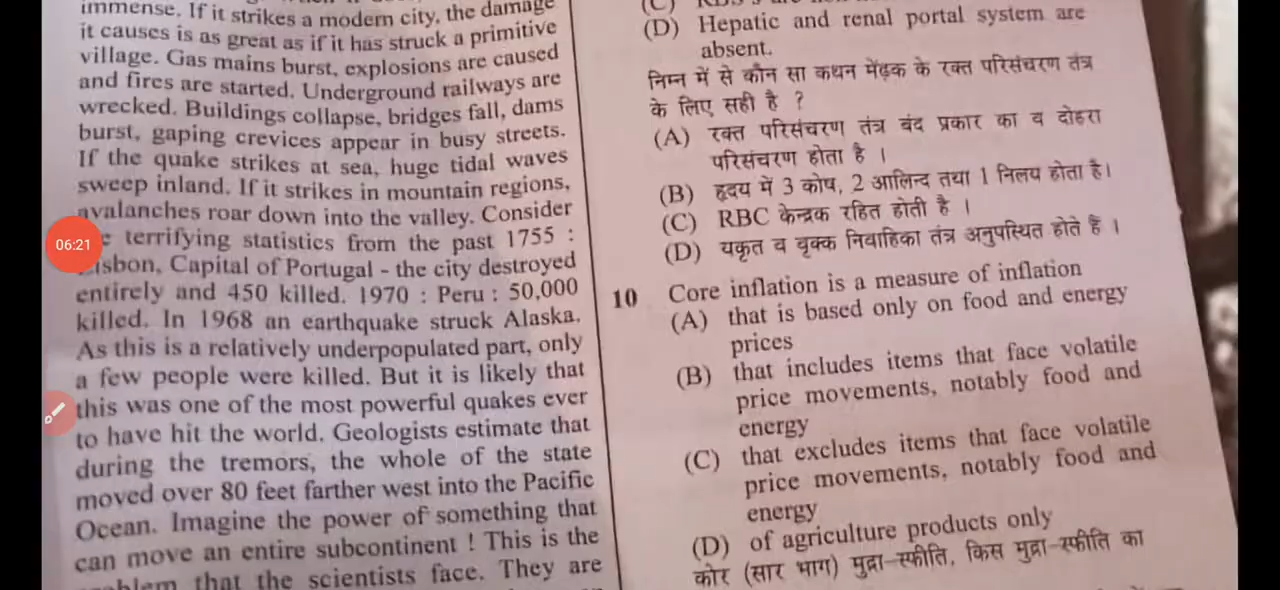 immense. If it strikes a modern city, the damage
it causes is as great as if it has struck a primitive
village. Gas mains burst, explosions are caused
and fires are started. Underground railways are
wrecked. Buildings collapse, bridges fall, dams
burst, gaping crevices appear in busy streets.
If the quake strikes at sea, huge tidal waves
sweep inland. If it strikes in mountain regions,
avalanches roar down into the valley. Consider
terrifying statistics from the past 1755 :
Lisbon, Capital of Portugal - the city destroyed
entirely and 450 killed. 1970 : Peru : 50,000
killed. In 1968 an earthquake struck Alaska.
As this is a relatively underpopulated part, only
a few people were killed. But it is likely that
this was one of the most powerful quakes ever
to have hit the world. Geologists estimate that
during the tremors, the whole of the state
moved over 80 feet farther west into the Pacific
Ocean. Imagine the power of something that
can move an entire subcontinent ! This is the
that the scientists face. They are
06:21
(C)
(D) Hepatic and renal portal system are
absent.
निम्न में से कौन सा कथन मेंढ़क के रक्त परिसंचरण तंत्र
के लिए सही है ?
(A) रक्त परिसंचरण तंत्र बंद प्रकार का व दोहरा
परिसंचरण होता है ।
(B) हृदय में 3 कोष, 2 आलिन्द तथा 1 निलय होता है।
(C) RBC केन्द्रक रहित होती है ।
(D) यकृत व वृक्क निवाहिका तंत्र अनुपस्थित होते हैं ।
10 Core inflation is a measure of inflation
(A) that is based only on food and energy
prices
(B) that includes items that face volatile
price movements, notably food and
energy
(C) that excludes items that face volatile
price movements, notably food and
energy
(D) of agriculture products only
कोर (सार भाग) मुद्रा-स्फीति, किस मुद्रा-स्फीति का